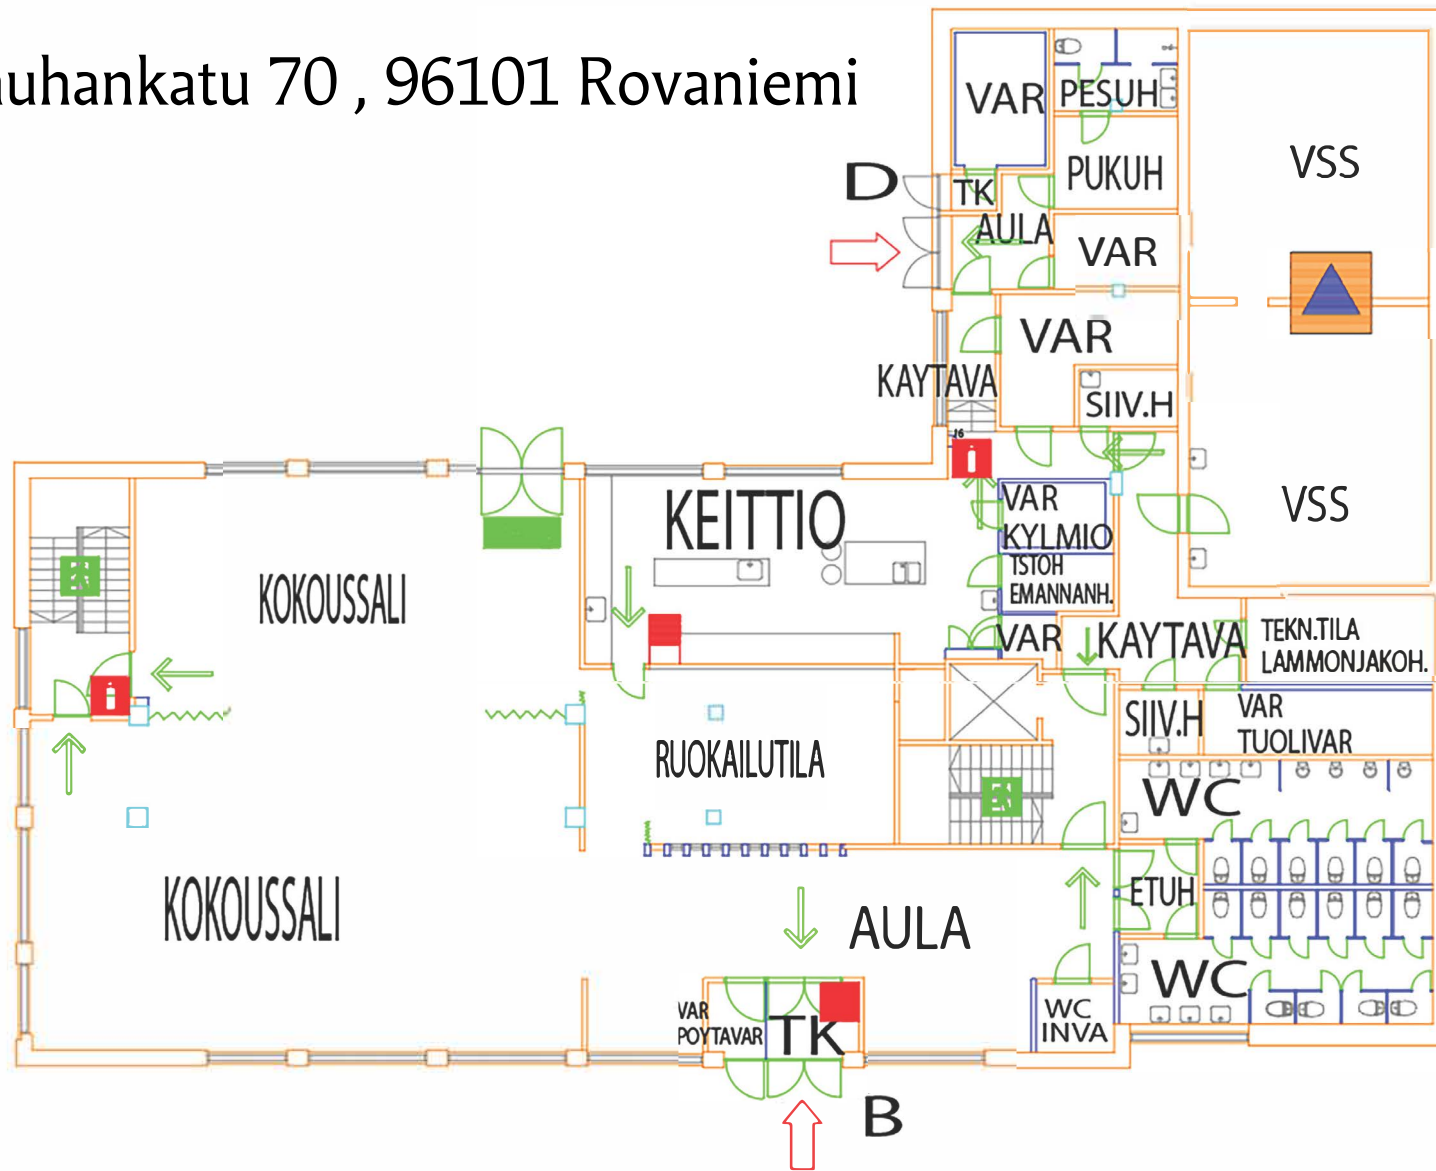 uhankatu 70 , 96101 Rovaniemi
VAR
PESUH
PUKUH
VSS
D
TK
AULA
VAR
VAR
KAYTAVA
SIIV.H
J6
KEITTIO
VAR
KYLMIO
VSS
TSTOH
EMANNANH.
KOKOUSSALI
VAR
KAYTAVA
TEKN.TILA
LAMMONJAKOH.
SIIV.H
VAR
TUOLIVAR
RUOKAILUTILA
WC
KOKOUSSALI
ETUH
AULA
WC
VAR
POYTAVAR
TK
WC
INVA
B